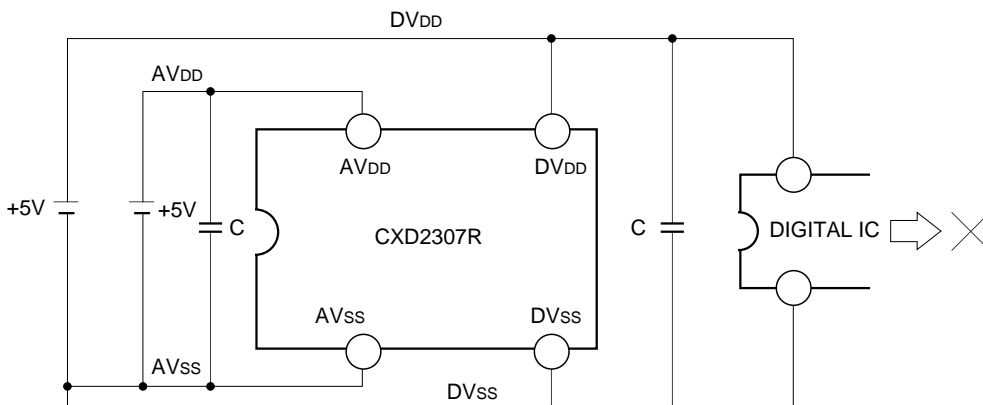 DVDD
AVDD
AVDD
DVDD
+5V
+5V
C
CXD2307R
C
DIGITAL IC
AVss
DVss
AVss
DVss